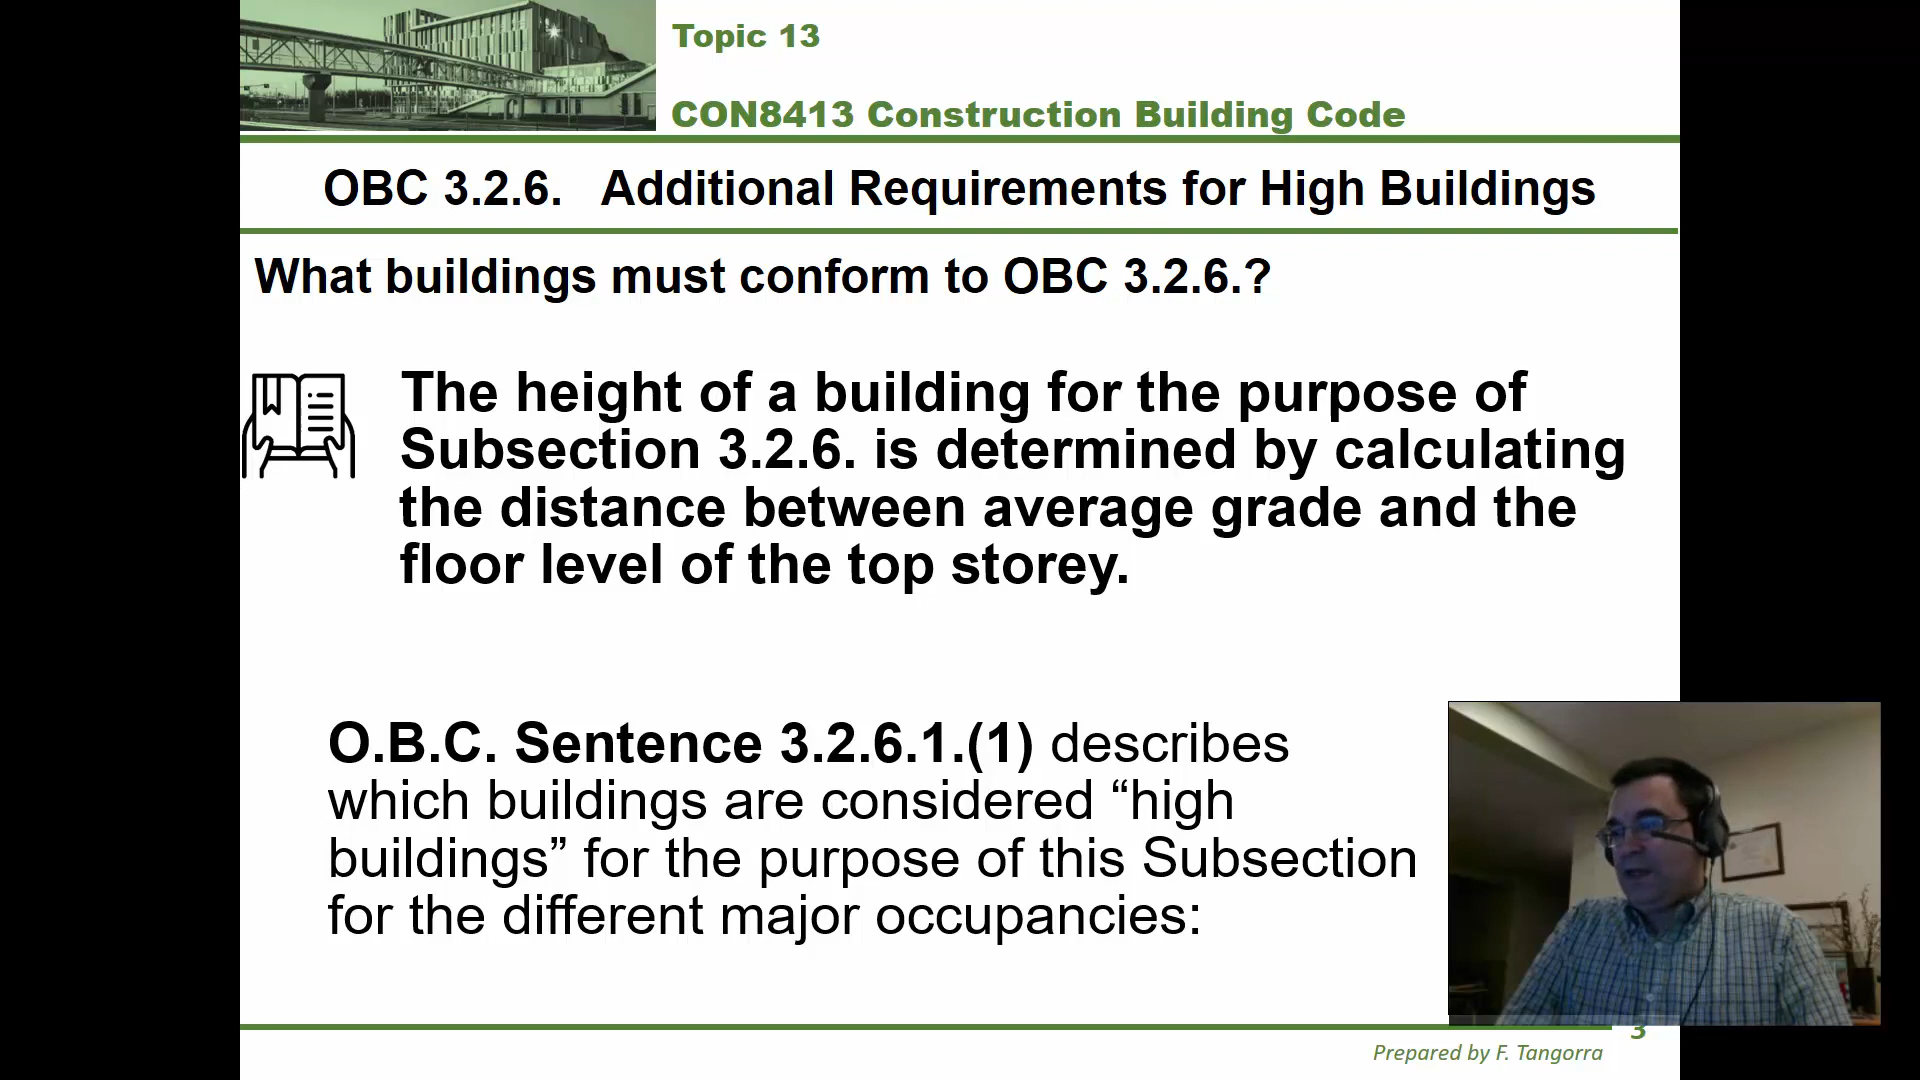 Topic 13
CON8413 Construction Building Code
OBC 3.2.6. Additional Requirements for High Buildings
What buildings must conform to OBC 3.2.6.?
The height of a building for the purpose of
Subsection 3.2.6. is determined by calculating
the distance between average grade and the
floor level of the top storey.
O.B.C. Sentence 3.2.6.1.(1) describes
which buildings are considered “high
buildings” for the purpose of this Subsection
for the different major occupancies:
3
Prepared by F. Tangorra